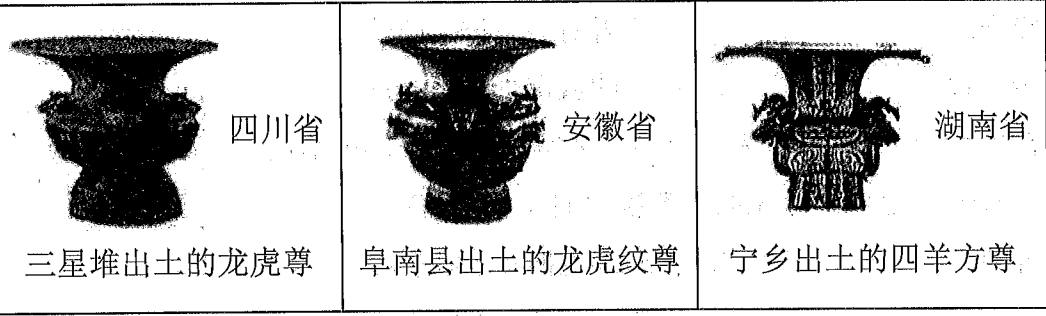 四川省
三星堆出土的龙虎尊
安徽省
阜南县出土的龙虎纹尊
湖南省
宁乡出土的四羊方尊